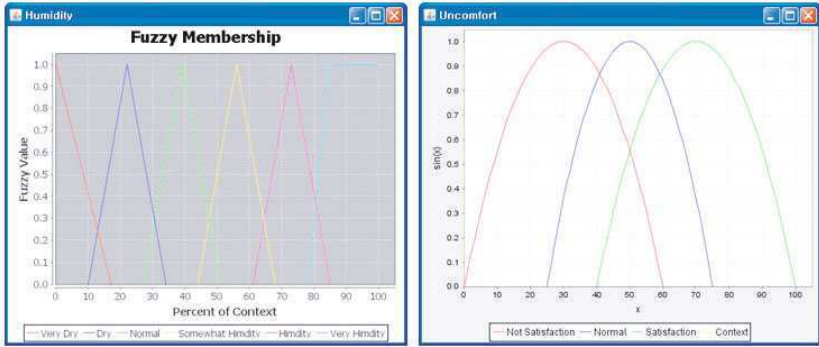 Humidity
Fuzzy Membership
Fuzzy Value
1.0
0.9
0.8
0.7
0.6
0.5
0.4
0.3
0.2
0.1
0.0
0 10 20 30 40 50 60 70 80 90 100
Percent of Context
Very Dry Dry Normal Somewhat Himdity Himdity Very Himdity
Uncomfort
sin(x)
1.0
0.9
0.8
0.7
0.6
0.5
0.4
0.3
0.2
0.1
0.0
0 10 20 30 40 50 60 70 80 90 100
x
Not Satisfaction Normal Satisfaction Context